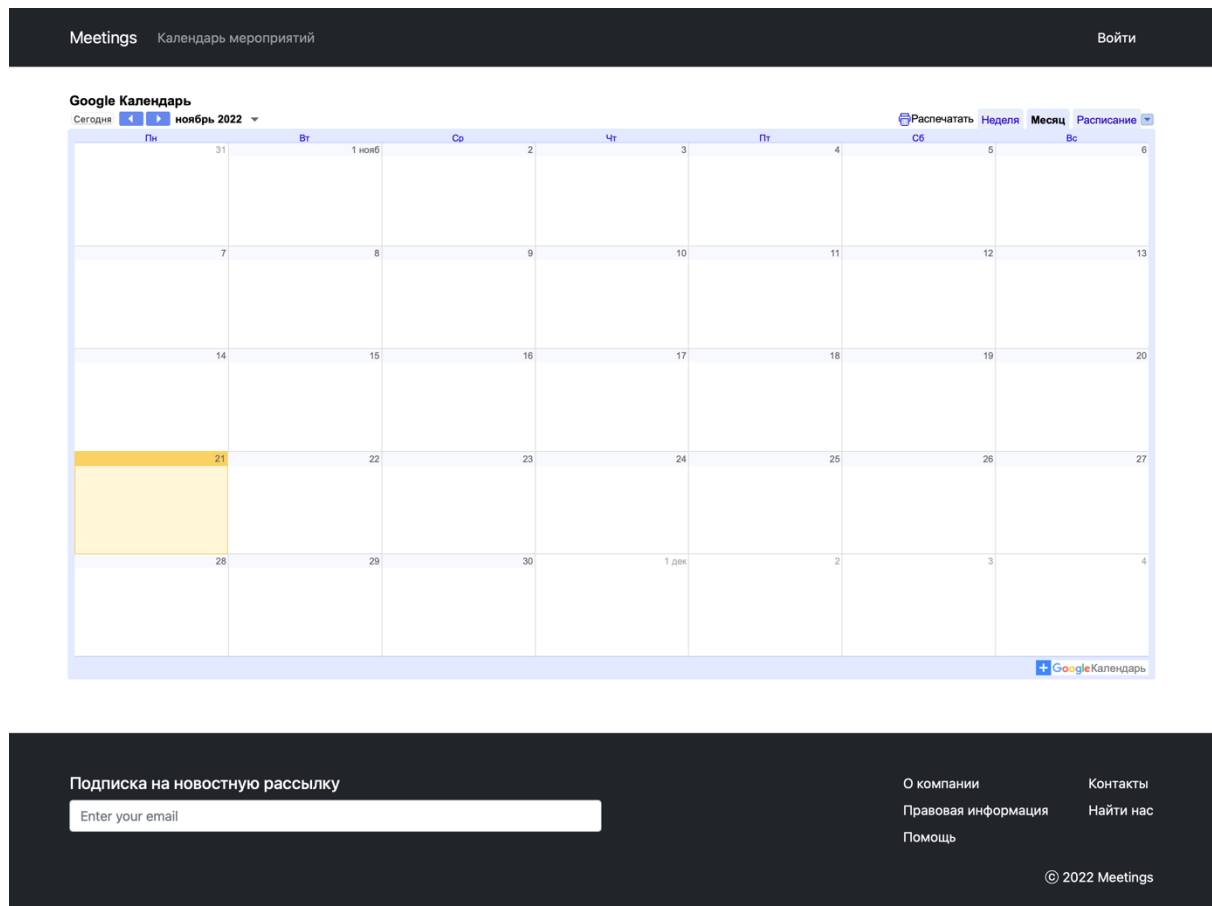 Meetings Календарь мероприятий Войти
Google Календарь
Сегодня ноябрь 2022 Распечатать Неделя Месяц Расписание
Пн Вт Ср Чт Пт Сб Вс
31 1 нояб 2 3 4 5 6
7 8 9 10 11 12 13
14 15 16 17 18 19 20
21 22 23 24 25 26 27
28 29 30 1 дек 2 3 4
Google Календарь
Подписка на новостную рассылку
Enter your email
О компании Контакты
Правовая информация Найти нас
Помощь
© 2022 Meetings